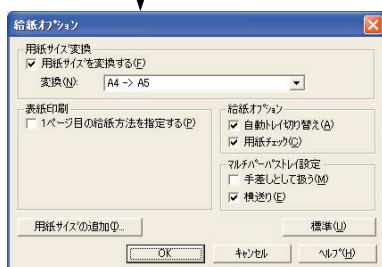 給紙オプション
用紙サイズ変換
用紙サイズを変換する(F)
変換(N): A4 -> A5
表紙印刷
1ページ目の給紙方法を指定する(P)
給紙オプション
自動トレイ切り替え(A)
用紙チェック(C)
マルチパーパストレイ設定
手差しとして扱う(M)
横送り(E)
用紙サイズの追加(I)...
標準(U)
OK
キャンセル
ヘルプ(H)